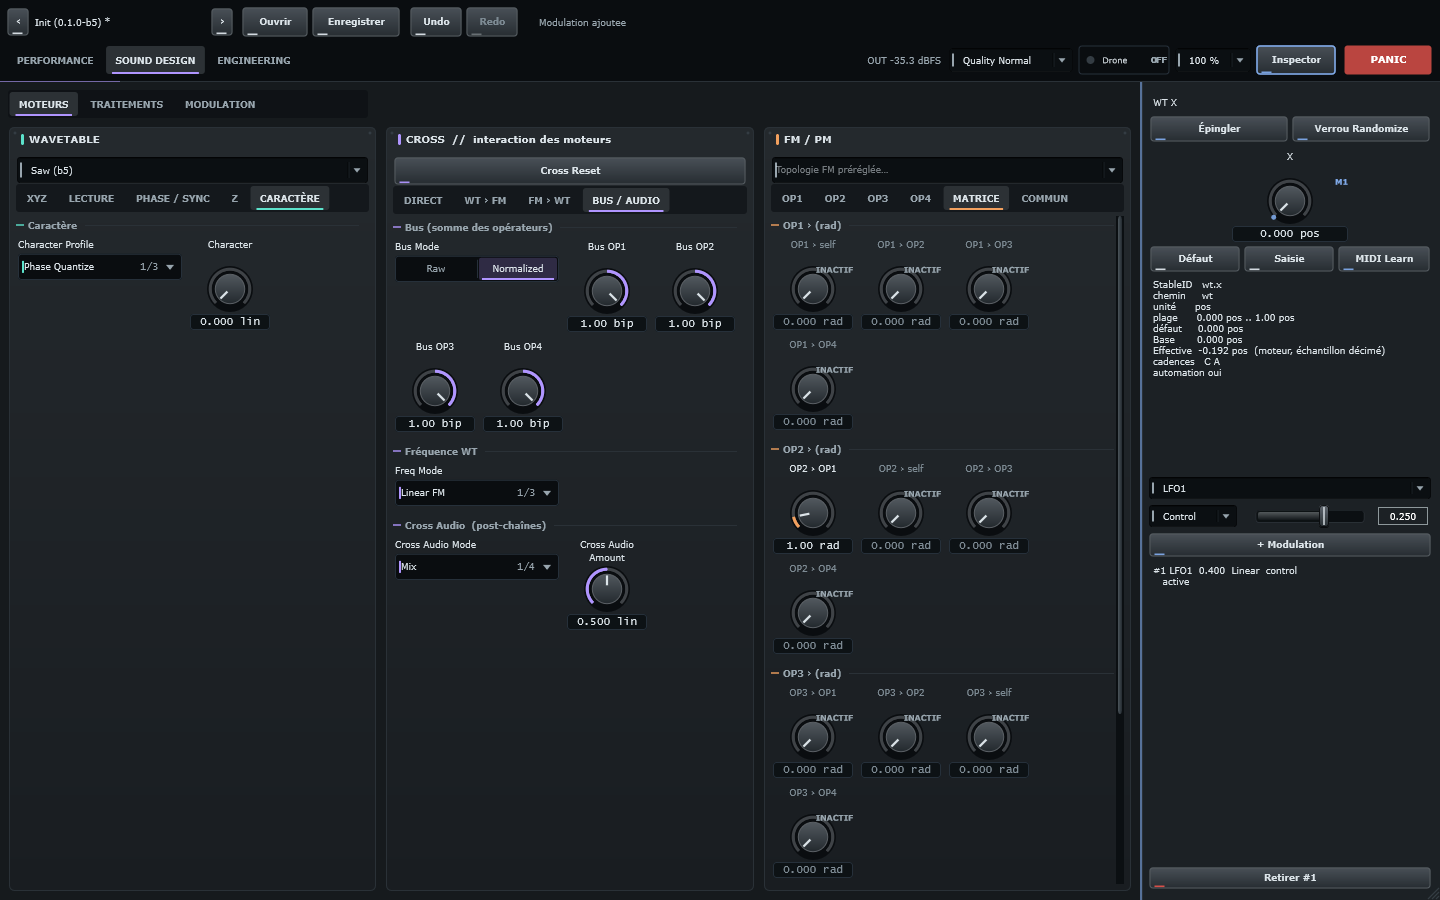 ‹ Init (0.1.0-b5) * › Ouvrir Enregistrer Undo Redo Modulation ajoutee
PERFORMANCE SOUND DESIGN ENGINEERING OUT -35.3 dBFS Quality Normal Drone OFF 100 % Inspector PANIC
MOTEURS TRAITEMENTS MODULATION
WAVETABLE
Saw (b5)
XYZ LECTURE PHASE / SYNC Z CARACTÈRE
Caractère
Character Profile Character
Phase Quantize 1/3
0.000 lin
CROSS // interaction des moteurs
Cross Reset
DIRECT WT › FM FM › WT BUS / AUDIO
Bus (somme des opérateurs)
Bus Mode Bus OP1 Bus OP2
Raw Normalized
1.00 bip 1.00 bip
Bus OP3 Bus OP4
1.00 bip 1.00 bip
Fréquence WT
Freq Mode
Linear FM 1/3
Cross Audio (post-chaînes)
Cross Audio Mode Cross Audio
Amount
Mix 1/4
0.500 lin
FM / PM
Topologie FM préréglée...
OP1 OP2 OP3 OP4 MATRICE COMMUN
OP1 › (rad)
OP1 › self OP1 › OP2 OP1 › OP3
INACTIF INACTIF INACTIF
0.000 rad 0.000 rad 0.000 rad
OP1 › OP4
INACTIF
0.000 rad
OP2 › (rad)
OP2 › OP1 OP2 › self OP2 › OP3
INACTIF INACTIF
1.00 rad 0.000 rad 0.000 rad
OP2 › OP4
INACTIF
0.000 rad
OP3 › (rad)
OP3 › OP1 OP3 › OP2 OP3 › self
INACTIF INACTIF INACTIF
0.000 rad 0.000 rad 0.000 rad
OP3 › OP4
INACTIF
0.000 rad
WT X
Épingler Verrou Randomize
X
M1
0.000 pos
Défaut Saisie MIDI Learn
StableID wt.x
chemin wt
unité pos
plage 0.000 pos .. 1.00 pos
défaut 0.000 pos
Base 0.000 pos
Effective -0.192 pos (moteur, échantillon décimé)
cadences C A
automation oui
LFO1
Control 0.250
+ Modulation
#1 LFO1 0.400 Linear control
active
Retirer #1